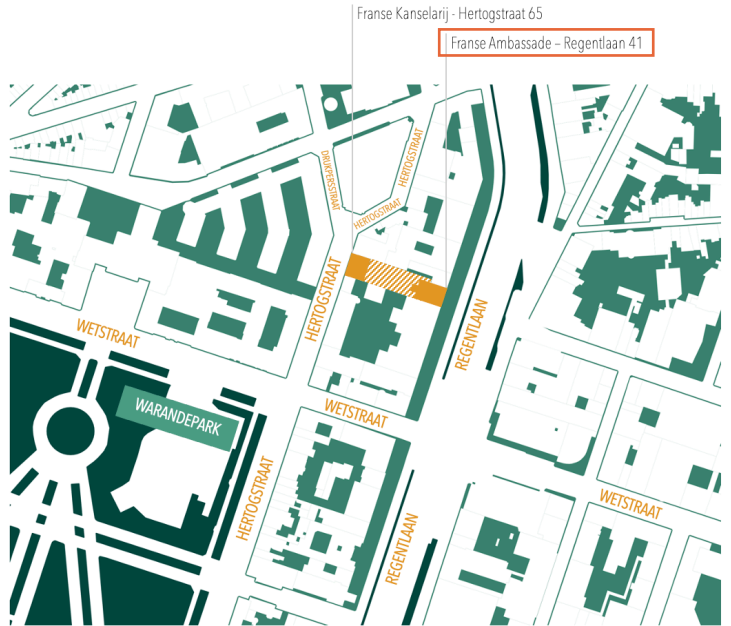 Franse Kanselarij - Hertogstraat 65
Franse Ambassade – Regentlaan 41
DRUKPERSSTRAAT
HERTOGSTRAAT
HERTOGSTRAAT
HERTOGSTRAAT
REGENTLAAN
WETSTRAAT
WARANDEPARK
WETSTRAAT
HERTOGSTRAAT
WETSTRAAT
REGENTLAAN